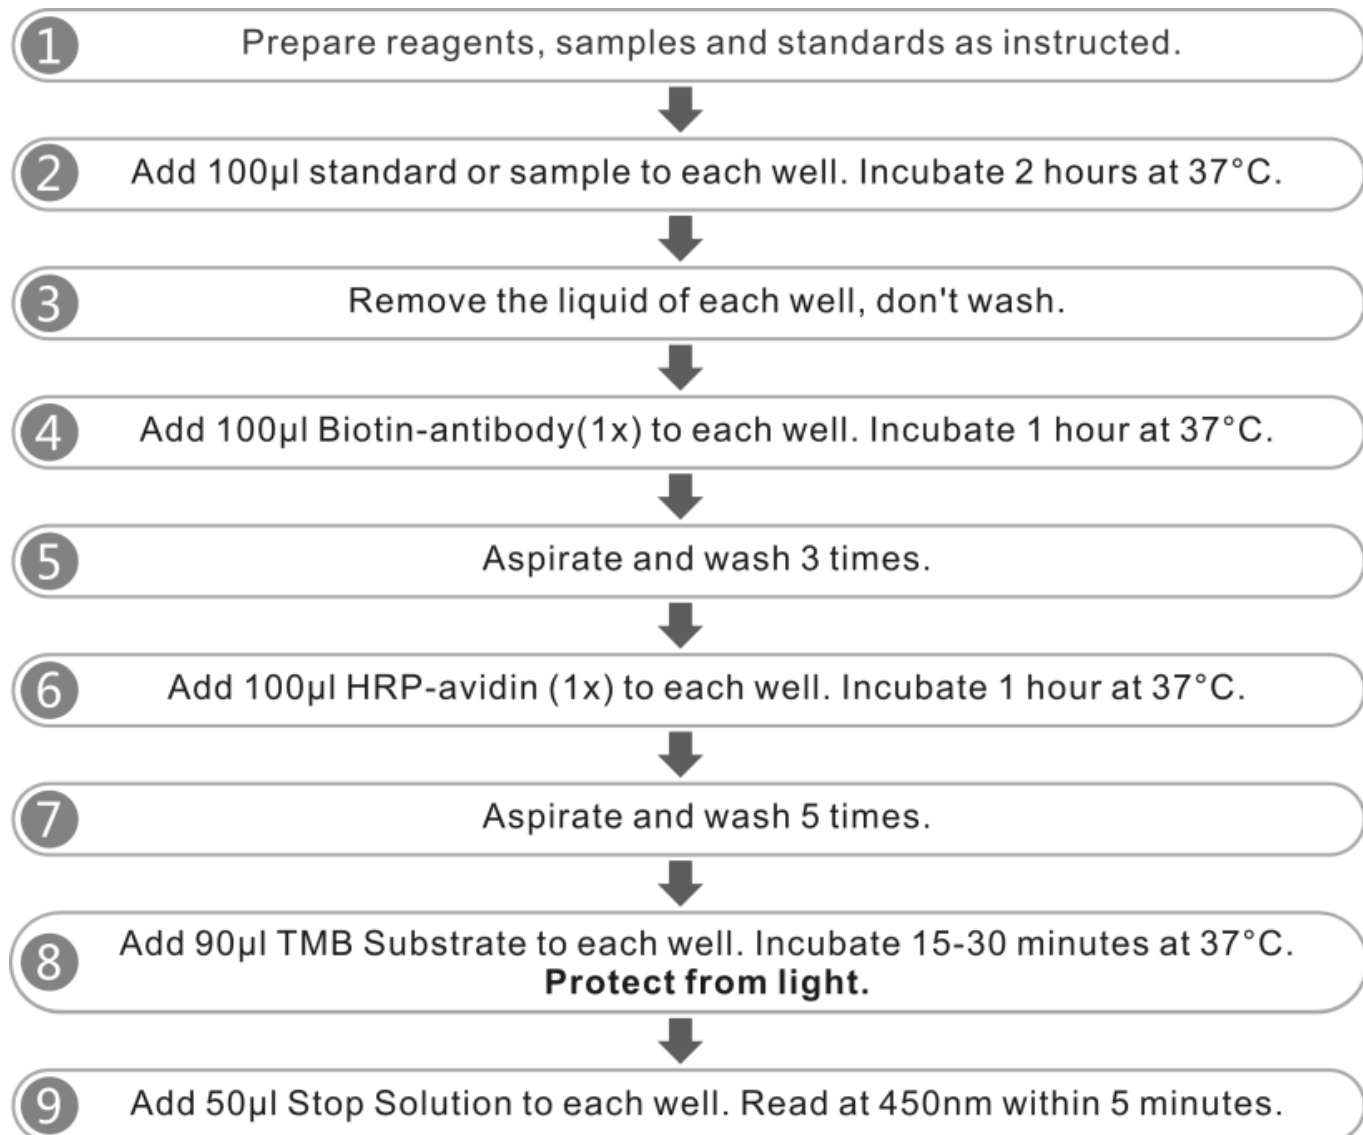 1 Prepare reagents, samples and standards as instructed.
2 Add 100µl standard or sample to each well. Incubate 2 hours at 37°C.
3 Remove the liquid of each well, don't wash.
4 Add 100µl Biotin-antibody(1x) to each well. Incubate 1 hour at 37°C.
5 Aspirate and wash 3 times.
6 Add 100µl HRP-avidin (1x) to each well. Incubate 1 hour at 37°C.
7 Aspirate and wash 5 times.
8 Add 90µl TMB Substrate to each well. Incubate 15-30 minutes at 37°C.
Protect from light.
9 Add 50µl Stop Solution to each well. Read at 450nm within 5 minutes.